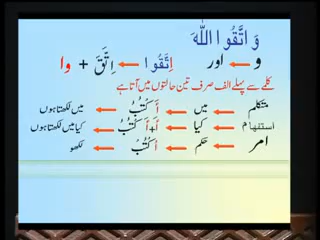 وَ اتَّقُوا اللّٰهَ
و ← اور اِتَّقُوا ← اِتَّقَ + وا
کلمے سے پہلے الف صرف تین حالتوں میں آتا ہے
متکلم ← میں ← أَكْتُبُ ← میں لکھتا ہوں
استفہام ← کیا ← أَ+أَكْتُبُ ← کیا میں لکھتا ہوں
امر ← حکم ← اُكْتُبْ ← لکھو